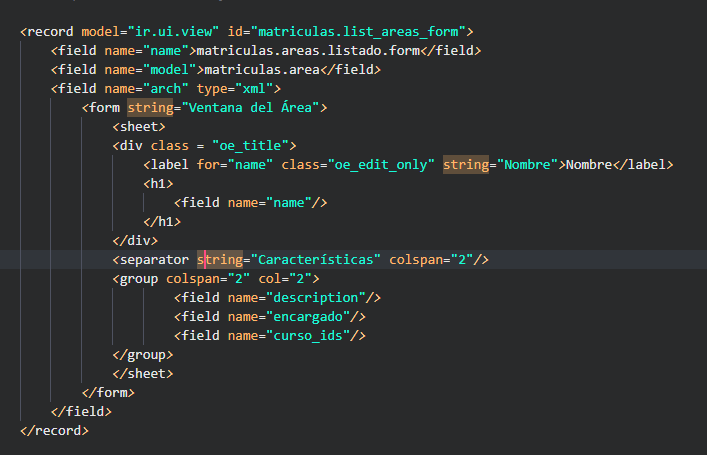 <record model="ir.ui.view" id="matriculas.list_areas_form">
<field name="name">matriculas.areas.listado.form</field>
<field name="model">matriculas.area</field>
<field name="arch" type="xml">
<form string="Ventana del Área">
<sheet>
<div class = "oe_title">
<label for="name" class="oe_edit_only" string="Nombre">Nombre</label>
<h1>
<field name="name"/>
</h1>
</div>
<separator string="Características" colspan="2"/>
<group colspan="2" col="2">
<field name="description"/>
<field name="encargado"/>
<field name="curso_ids"/>
</group>
</sheet>
</form>
</field>
</record>